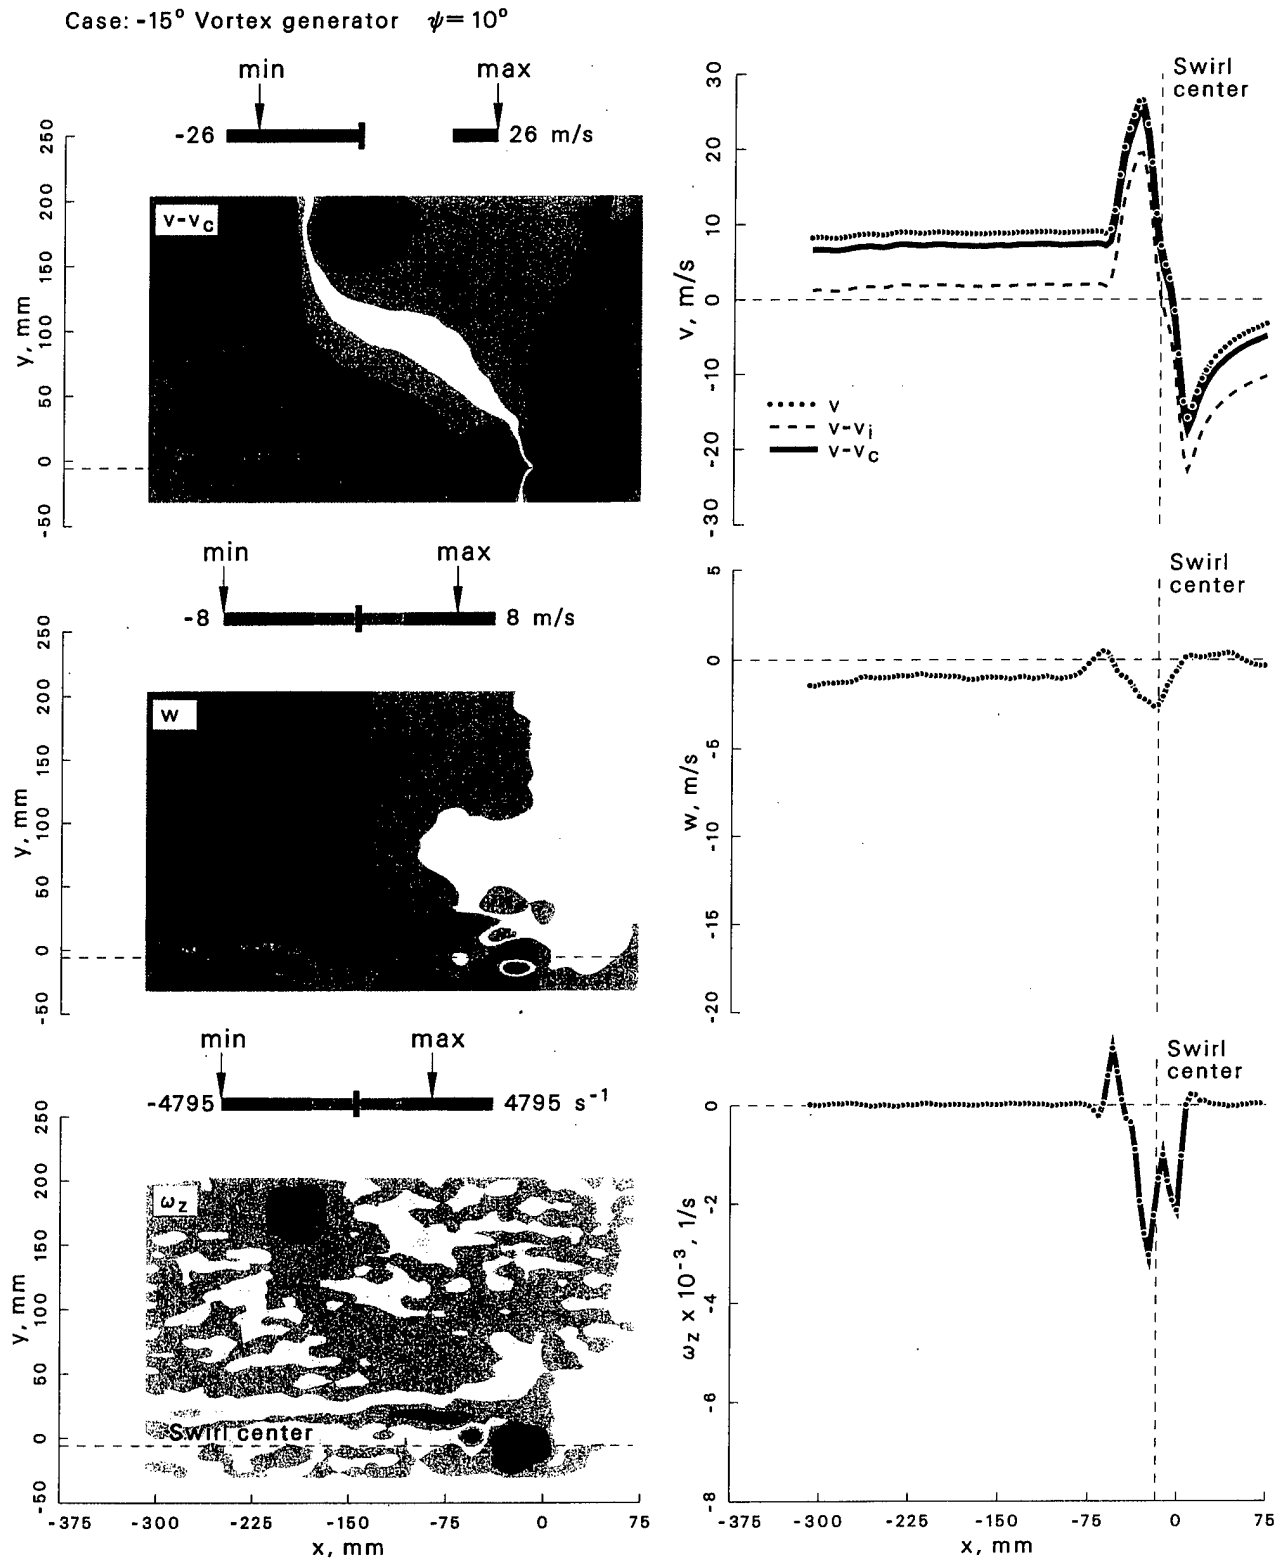 Case: -15° Vortex generator ψ= 10°
min max
-26 26 m/s
250
200
150
100
50
0
-50
y, mm
v-vc
min max
-8 8 m/s
250
200
150
100
50
0
-50
y, mm
w
min max
-4795 4795 s⁻¹
250
200
150
100
50
0
-50
y, mm
ωz
Swirl center
-375 -300 -225 -150 -75 0 75
x, mm
30
20
10
0
-10
-20
-30
v, m/s
Swirl
center
v
v-vi
v-vc
5
0
-5
-10
-15
-20
w, m/s
Swirl
center
0
-2
-4
-6
-8
ωz x 10⁻³, 1/s
Swirl
center
-375 -300 -225 -150 -75 0 75
x, mm